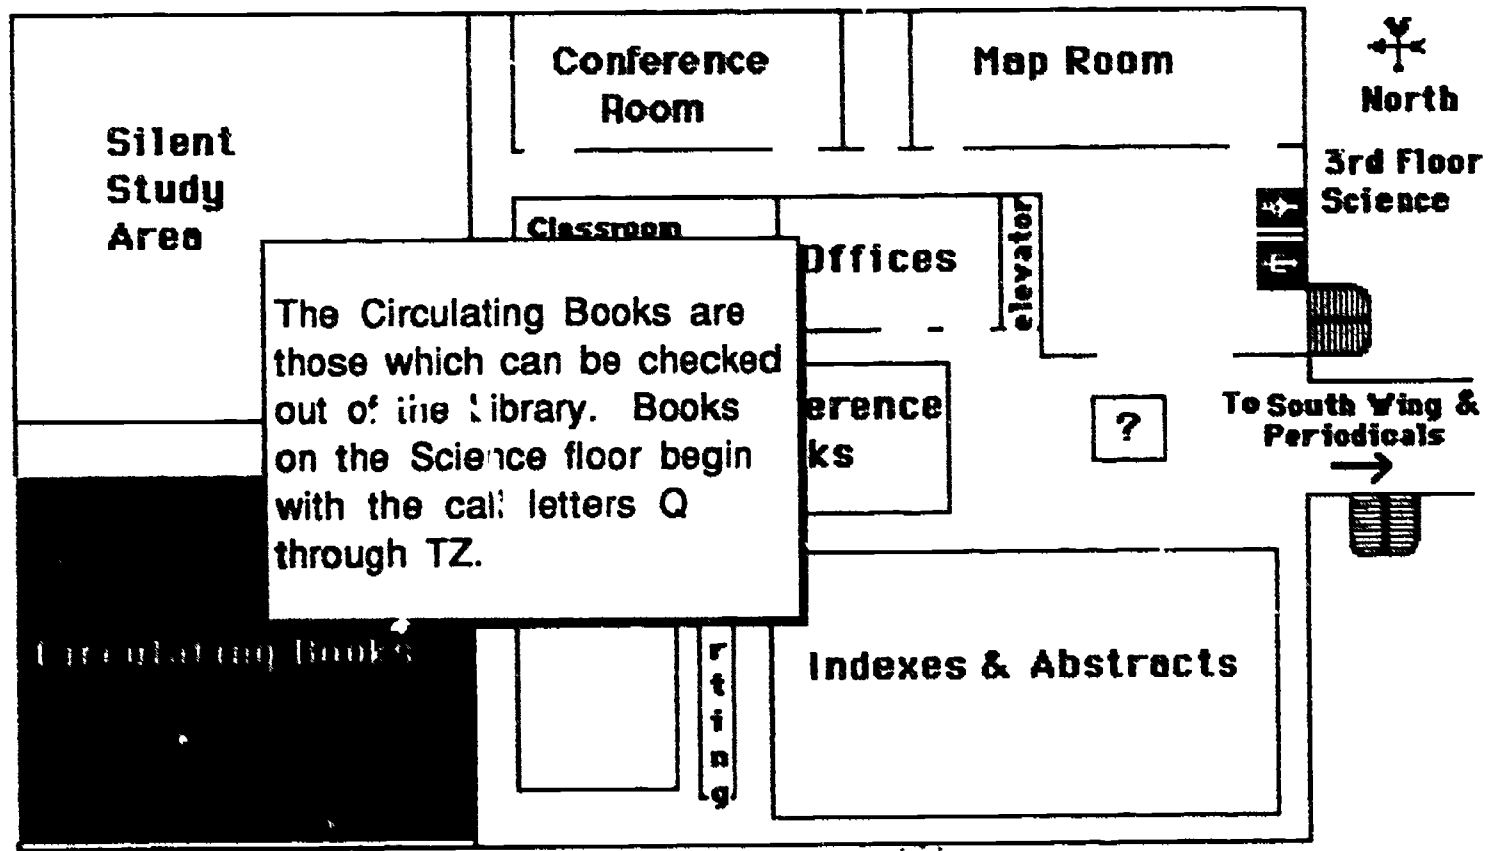 Conference
Room
Map Room
North
3rd Floor
Science
Silent
Study
Area
Classroom
Offices
elevator
The Circulating Books are
those which can be checked
out of the Library. Books
on the Science floor begin
with the call letters Q
through TZ.
erence
ks
?
To South Wing &
Periodicals
Circulating Books
rting
Indexes & Abstracts